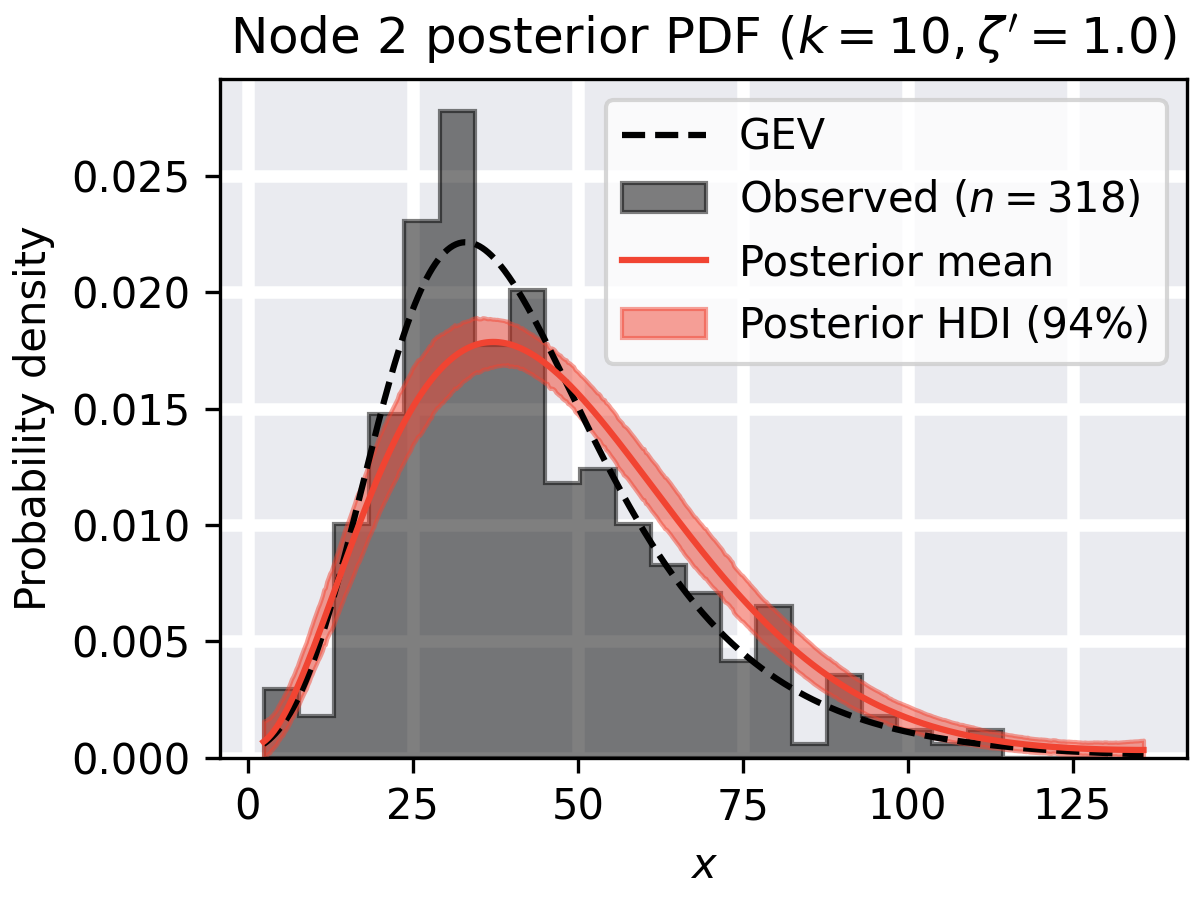 Node 2 posterior PDF (k = 10, ζ′ = 1.0)
GEV
Observed (n = 318)
Posterior mean
Posterior HDI (94%)
Probability density
0.025
0.020
0.015
0.010
0.005
0.000
0 25 50 75 100 125
x